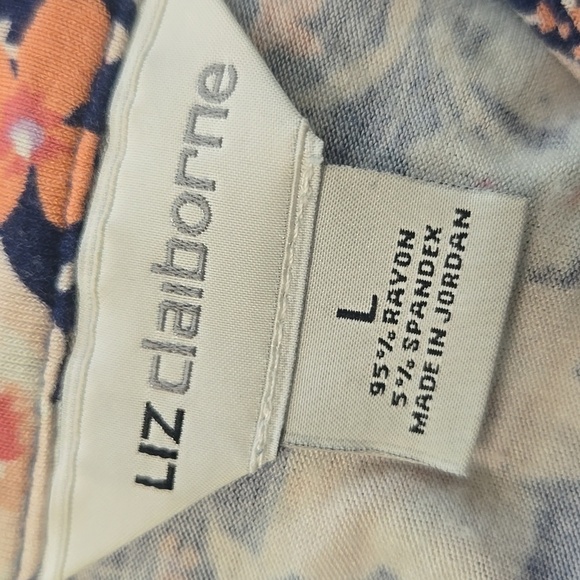 LIZ claiborne
L
95% RAYON
5% SPANDEX
MADE IN JORDAN